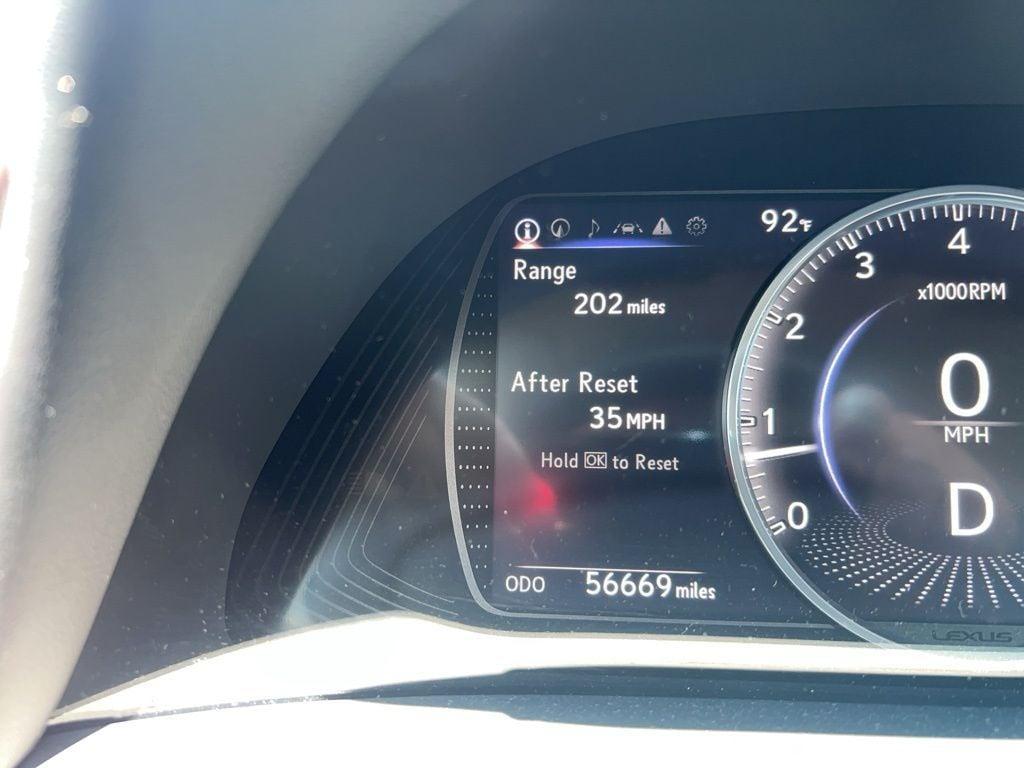 92°F
Range
202 miles
After Reset
35 MPH
Hold OK to Reset
ODO 56669 miles
4
3
x1000RPM
2
0
MPH
1
D
0
LEXUS